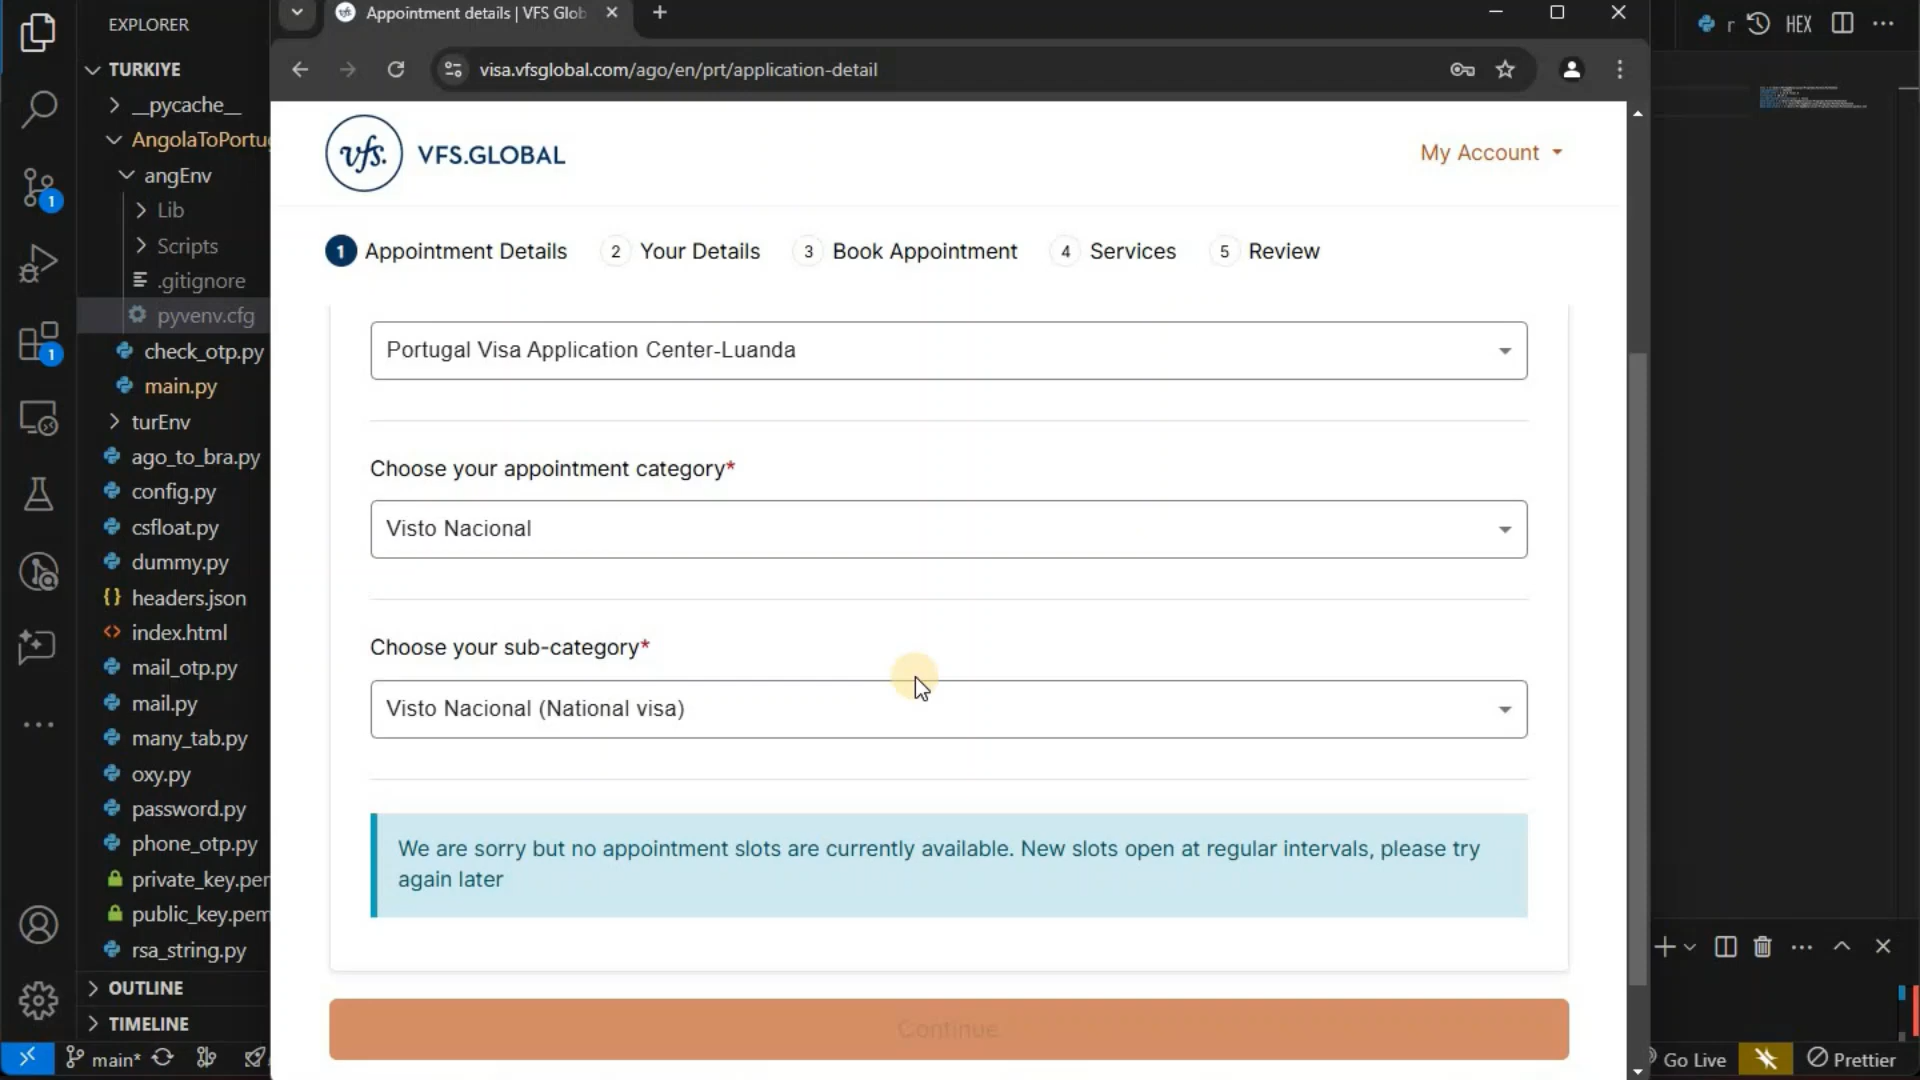 EXPLORER
TURKIYE
__pycache__
AngolaToPortug
angEnv
Lib
Scripts
.gitignore
pyvenv.cfg
check_otp.py
main.py
turEnv
ago_to_bra.py
config.py
csfloat.py
dummy.py
headers.json
index.html
mail_otp.py
mail.py
many_tab.py
oxy.py
password.py
phone_otp.py
private_key.pem
public_key.pem
rsa_string.py
OUTLINE
TIMELINE
main*
1
1
Appointment details | VFS Glob
visa.vfsglobal.com/ago/en/prt/application-detail
vfs. VFS.GLOBAL
My Account
1 Appointment Details 2 Your Details 3 Book Appointment 4 Services 5 Review
Portugal Visa Application Center-Luanda
Choose your appointment category*
Visto Nacional
Choose your sub-category*
Visto Nacional (National visa)
We are sorry but no appointment slots are currently available. New slots open at regular intervals, please try
again later
Continue
r HEX
Go Live
Prettier